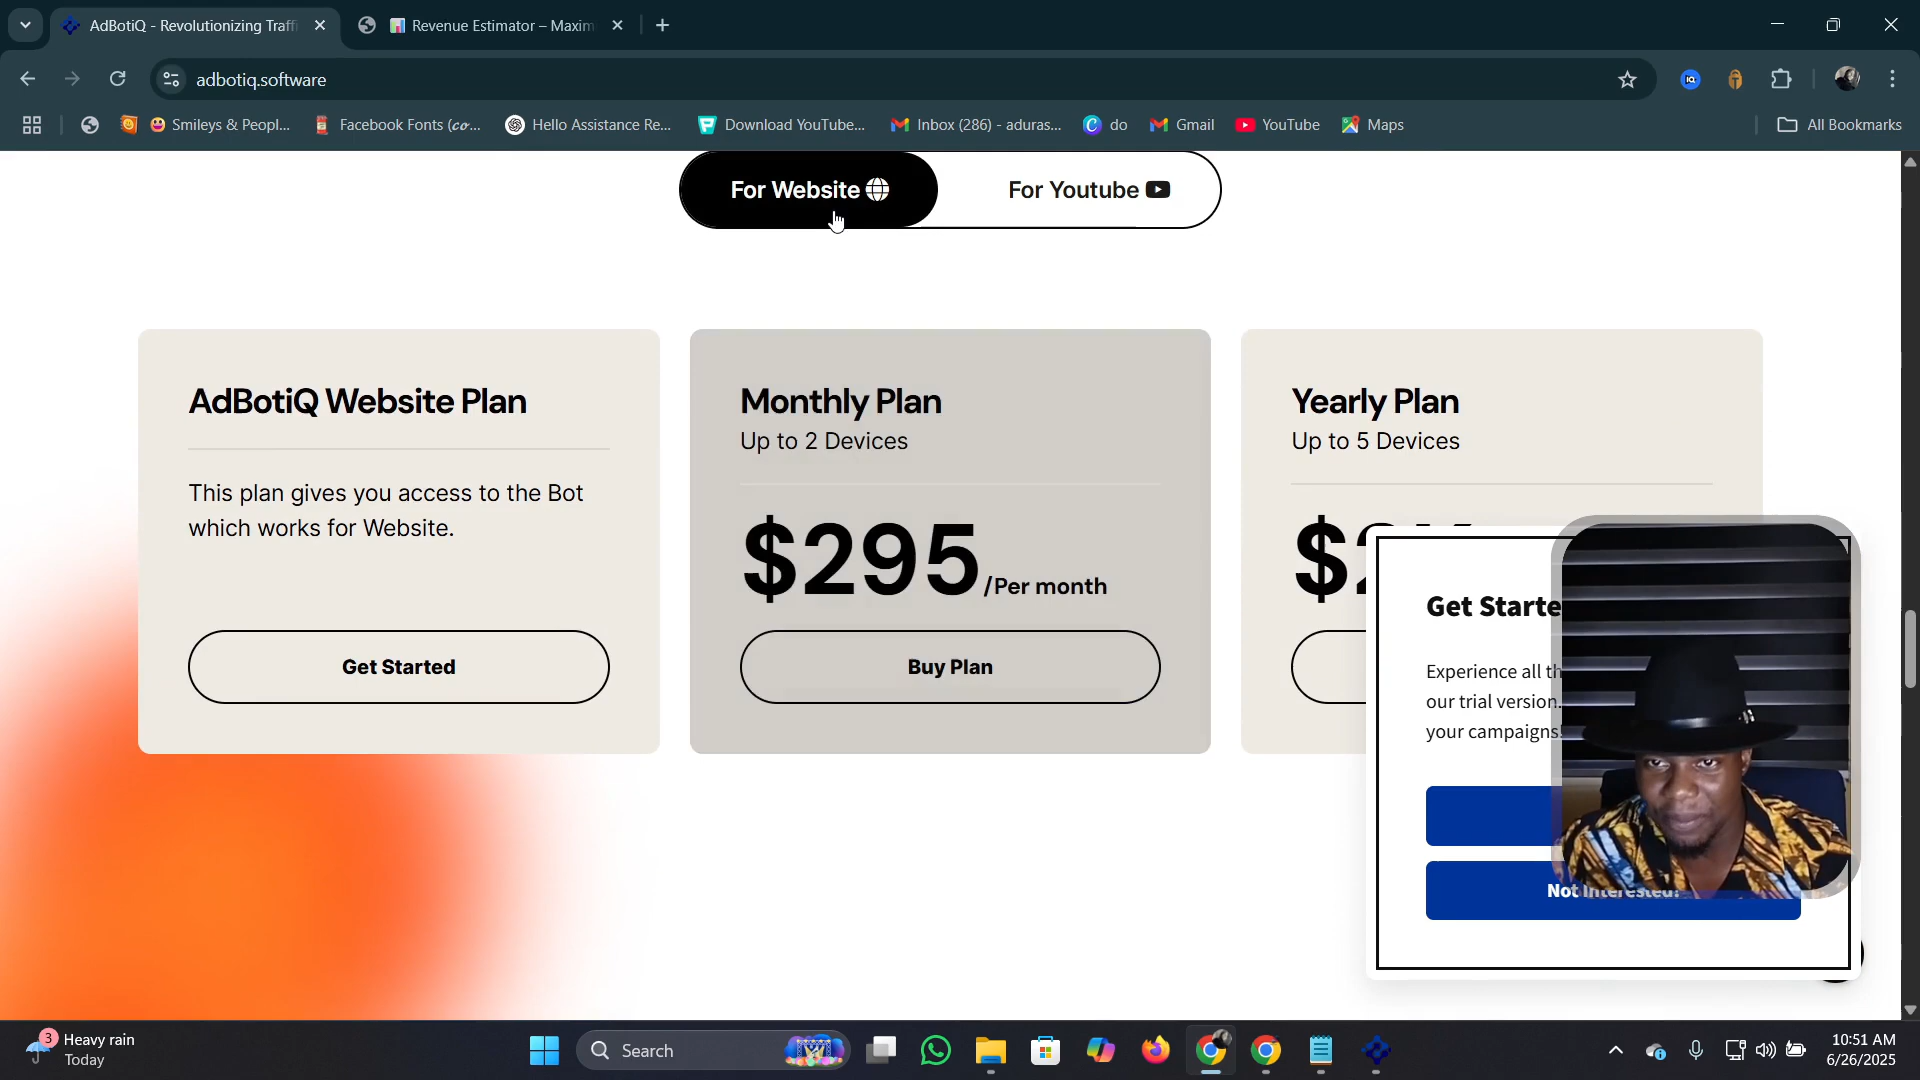 AdBotiQ - Revolutionizing Traffi
Revenue Estimator – Maxim
adbotiq.software
Smileys & Peopl...
Facebook Fonts (𝓬𝓸...
Hello Assistance Re...
Download YouTube...
Inbox (286) - aduras...
do
Gmail
YouTube
Maps
All Bookmarks
For Website
For Youtube
AdBotiQ Website Plan
This plan gives you access to the Bot
which works for Website.
Get Started
Monthly Plan
Up to 2 Devices
$295/Per month
Buy Plan
Yearly Plan
Up to 5 Devices
Get Starte
Experience all th
our trial version.
your campaigns!
Not Interested!
3
Heavy rain
Today
Search
10:51 AM
6/26/2025